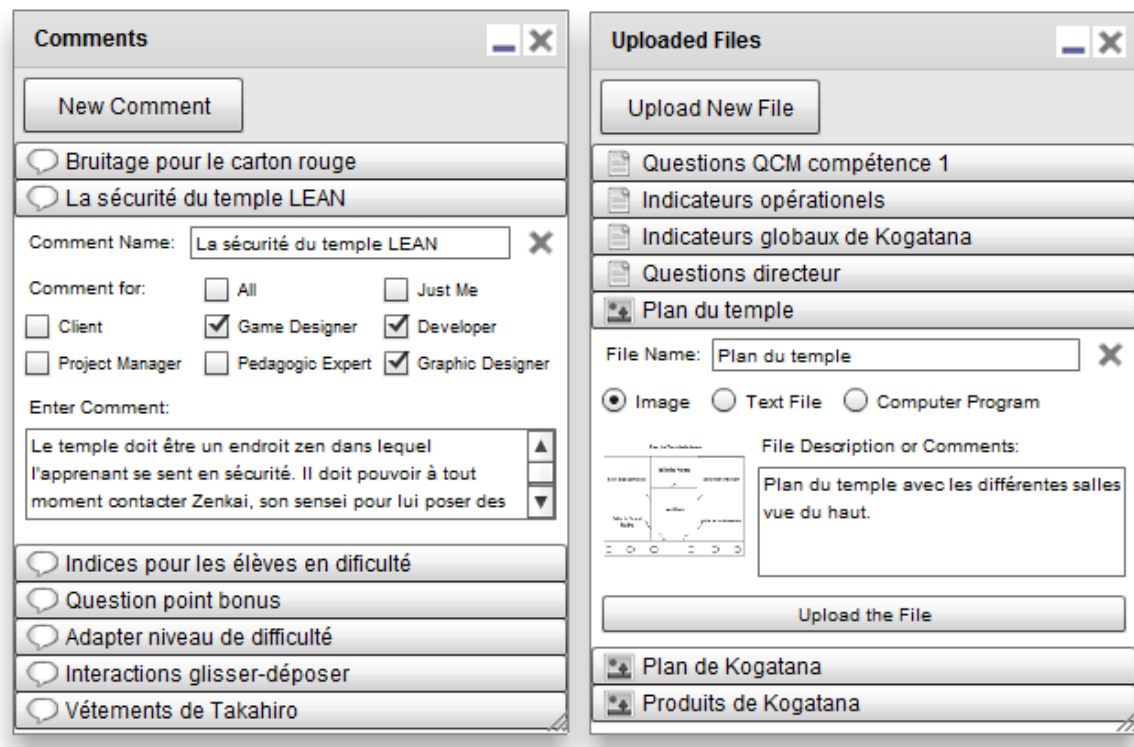 Comments
New Comment
Bruitage pour le carton rouge
La sécurité du temple LEAN
Comment Name: La sécurité du temple LEAN
Comment for: All Just Me
Client Game Designer Developer
Project Manager Pedagogic Expert Graphic Designer
Enter Comment:
Le temple doit être un endroit zen dans lequel
l'apprenant se sent en sécurité. Il doit pouvoir à tout
moment contacter Zenkai, son sensei pour lui poser des
Indices pour les élèves en dificulté
Question point bonus
Adapter niveau de difficulté
Interactions glisser-déposer
Vétements de Takahiro
Uploaded Files
Upload New File
Questions QCM compétence 1
Indicateurs opérationels
Indicateurs globaux de Kogatana
Questions directeur
Plan du temple
File Name: Plan du temple
Image Text File Computer Program
File Description or Comments:
Plan du temple avec les différentes salles
vue du haut.
Upload the File
Plan de Kogatana
Produits de Kogatana